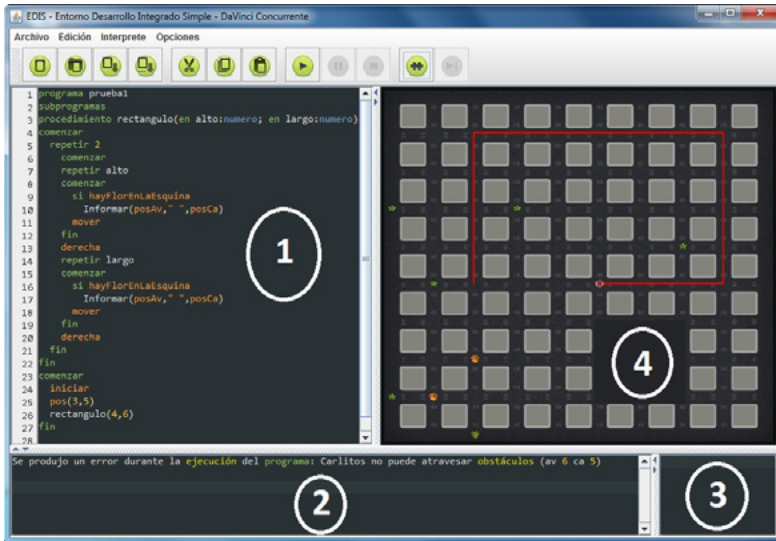 EDIS - Entorno Desarrollo Integrado Simple - DaVinci Concurrente
Archivo Edición Interprete Opciones
1 programa prueba1
2 subprogramas
3 procedimiento rectangulo(en alto:numero; en largo:numero)
4 comenzar
5 repetir 2
6 comenzar
7 repetir alto
8 comenzar
9 si hayFlorEnLaEsquina
10 Informar(posAv," ",posCa)
11 mover
12 fin
13 derecha
14 repetir largo
15 comenzar
16 si hayFlorEnLaEsquina
17 Informar(posAv," ",posCa)
18 mover
19 fin
20 derecha
21 fin
22 fin
23 comenzar
24 iniciar
25 pos(3,5)
26 rectangulo(4,6)
27 fin
28
1
4
Se produjo un error durante la ejecución del programa: Carlitos no puede atravesar obstáculos (av 6 ca 5)
2
3